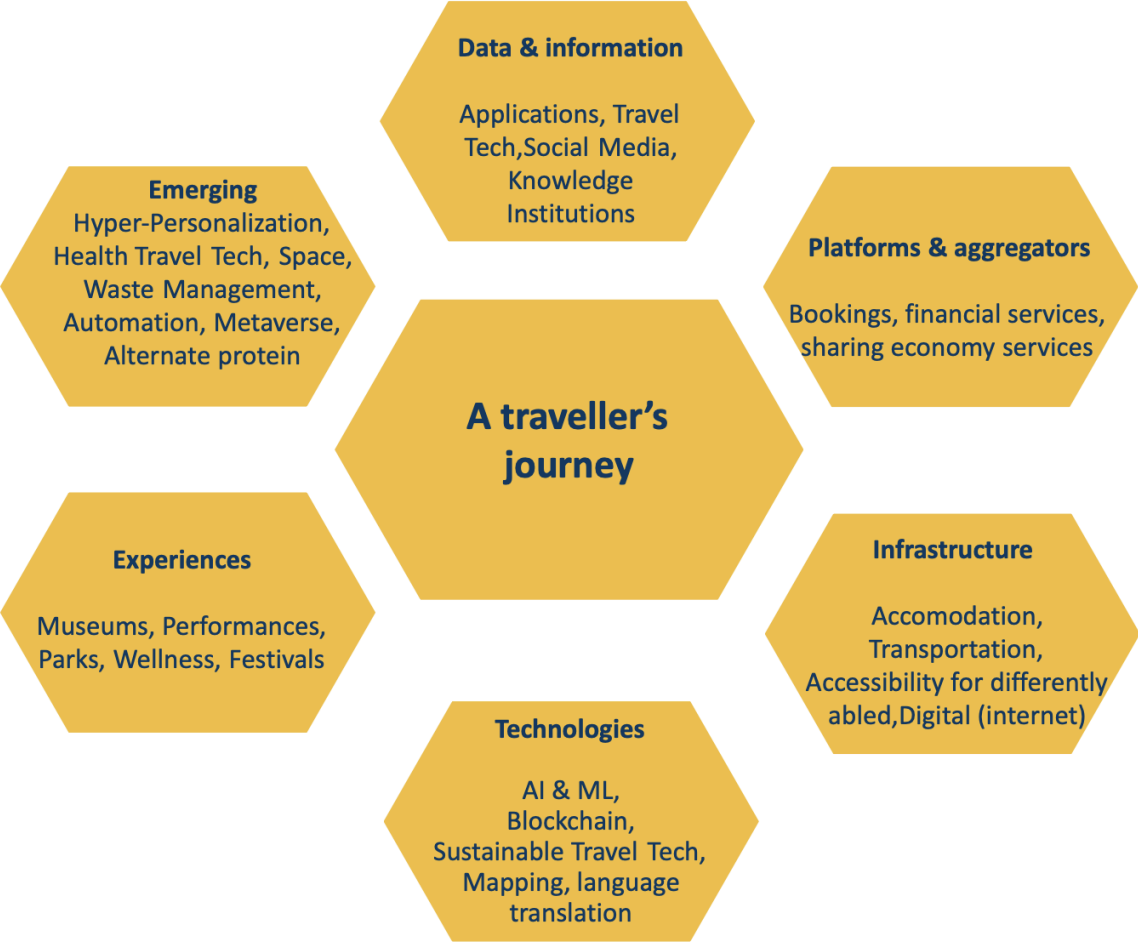 Data & information
Applications, Travel
Tech,Social Media,
Knowledge
Institutions
Emerging
Hyper-Personalization,
Health Travel Tech, Space,
Waste Management,
Automation, Metaverse,
Alternate protein
Platforms & aggregators
Bookings, financial services,
sharing economy services
A traveller’s
journey
Experiences
Museums, Performances,
Parks, Wellness, Festivals
Infrastructure
Accomodation,
Transportation,
Accessibility for differently
abled,Digital (internet)
Technologies
AI & ML,
Blockchain,
Sustainable Travel Tech,
Mapping, language
translation